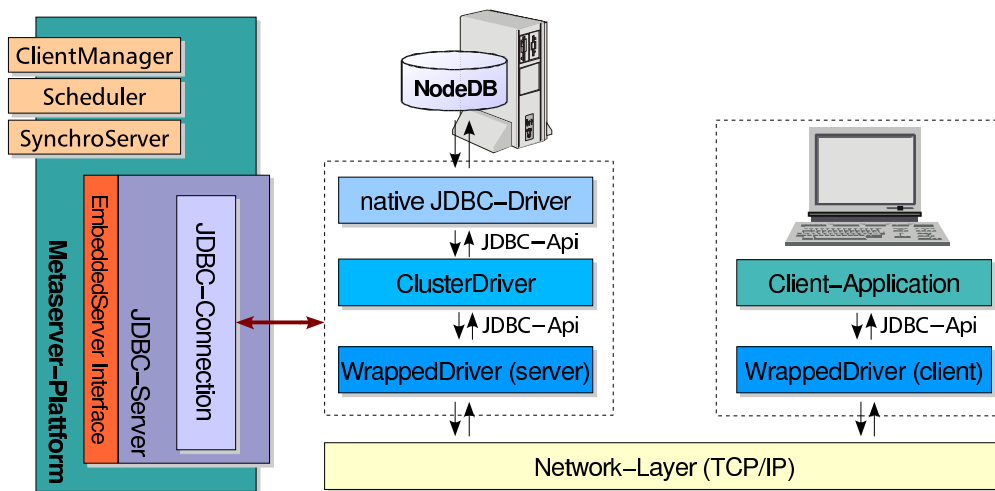 ClientManager
Scheduler
SynchroServer
Metaserver–Plattform
EmbeddedServer Interface
JDBC–Server
JDBC–Connection
NodeDB
native JDBC–Driver
JDBC–Api
ClusterDriver
JDBC–Api
WrappedDriver (server)
Client–Application
JDBC–Api
WrappedDriver (client)
Network–Layer (TCP/IP)